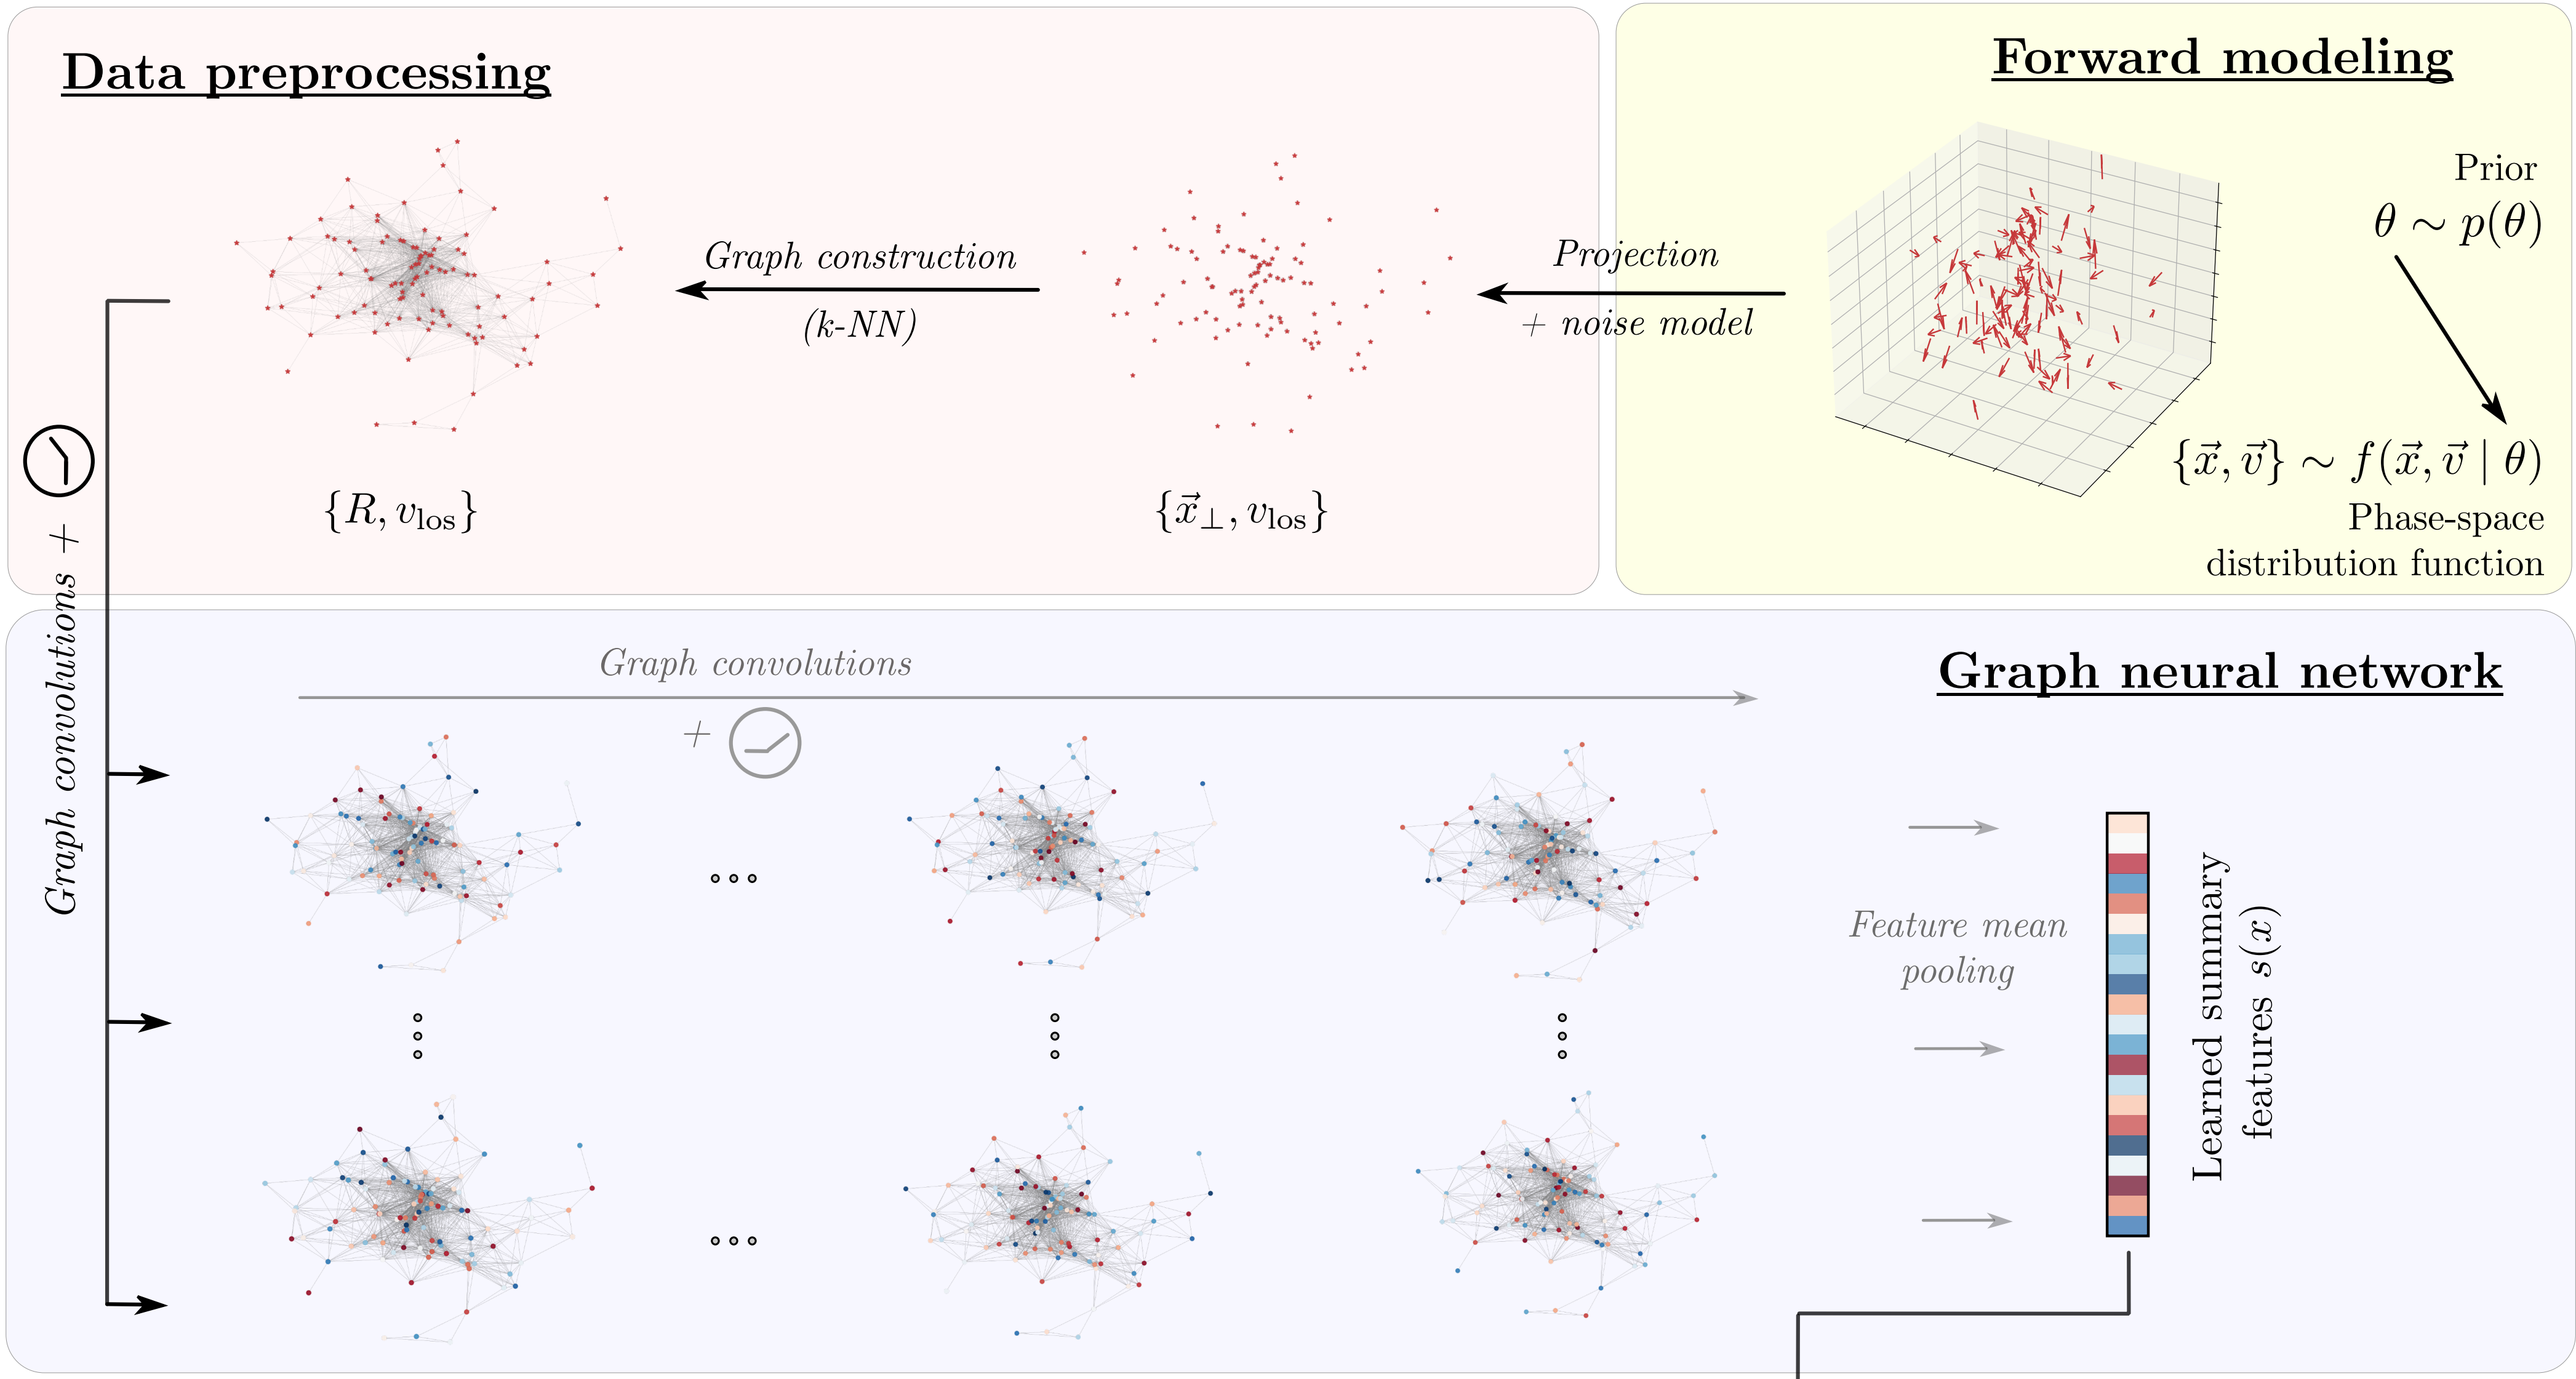 Data preprocessing
Graph construction
(k-NN)
{R, v_los}
{x⃗_⊥, v_los}
Projection
+ noise model
Forward modeling
Prior
θ ∼ p(θ)
{x⃗, v⃗} ∼ f(x⃗, v⃗ | θ)
Phase-space
distribution function
Graph convolutions +
Graph neural network
Graph convolutions
+
Feature mean
pooling
Learned summary
features s(x)